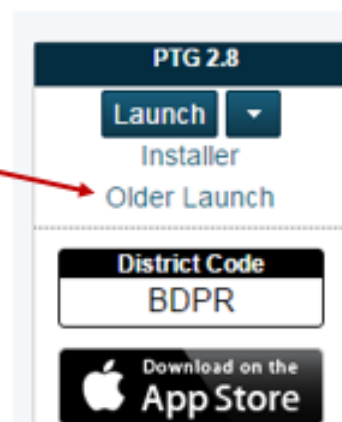 PTG 2.8
Launch
Installer
Older Launch
District Code
BDPR
Download on the
App Store